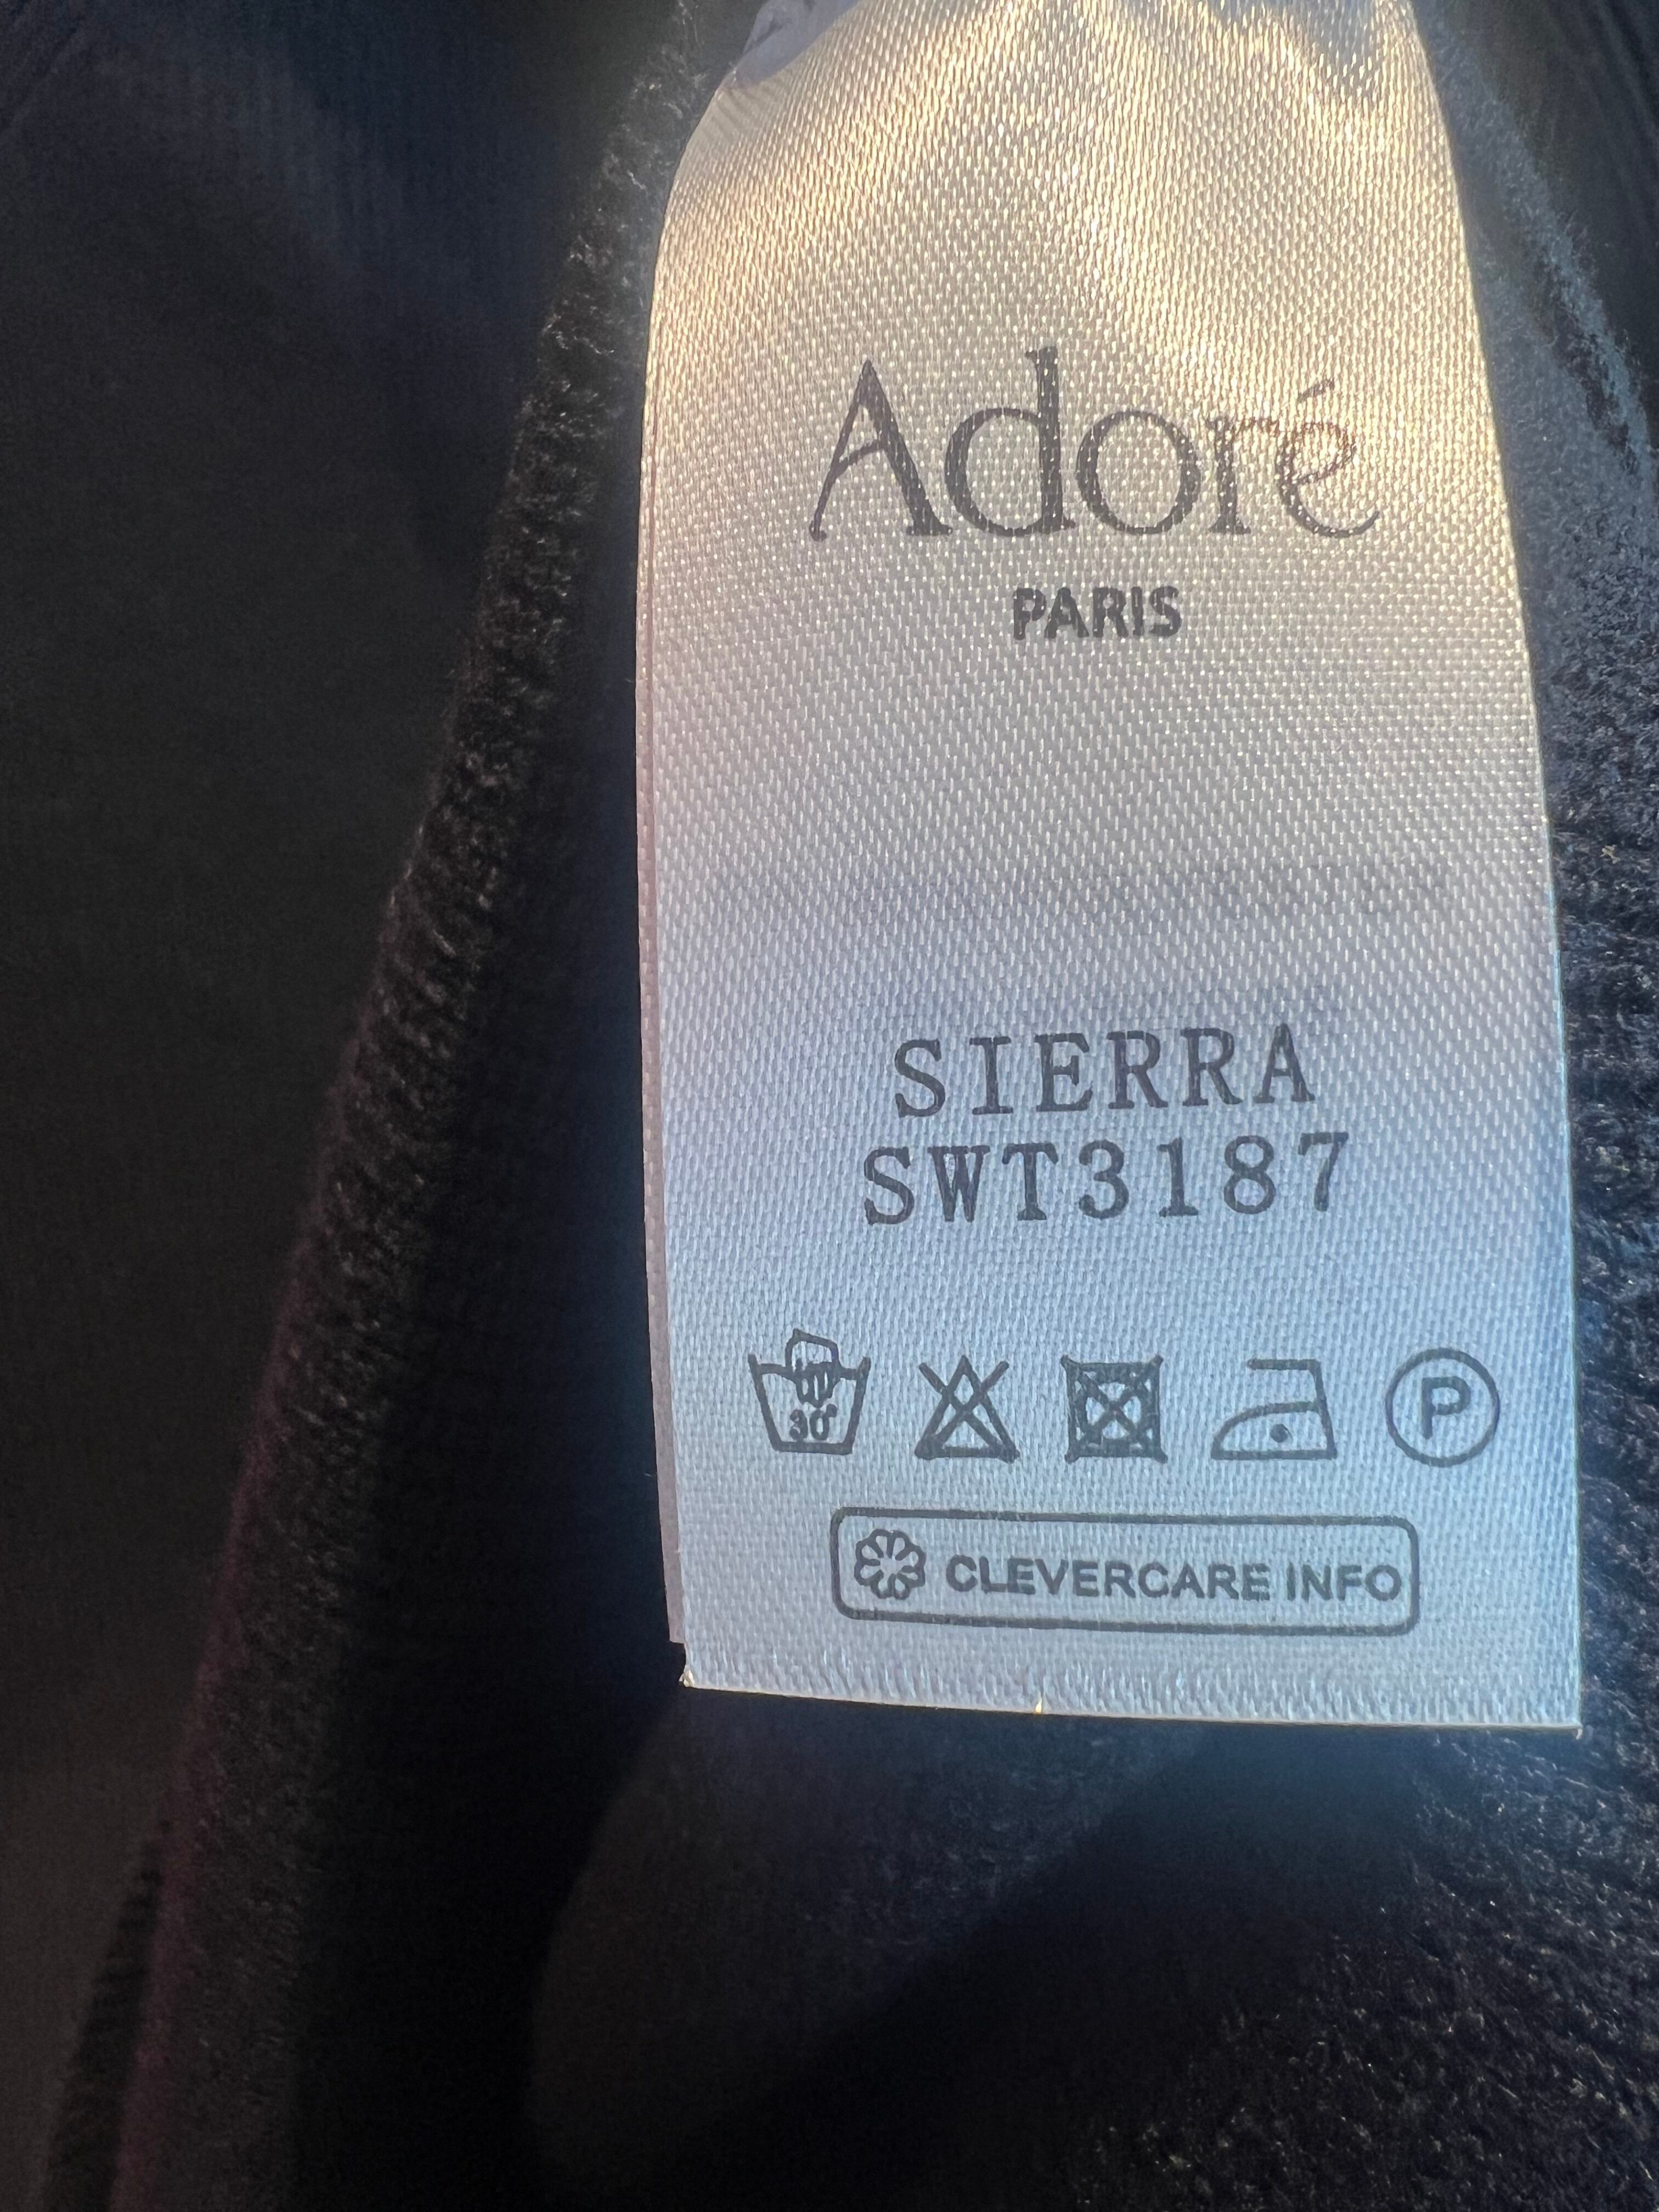 Adoré
PARIS
SIERRA
SWT3187
30°
P
CLEVERCARE INFO